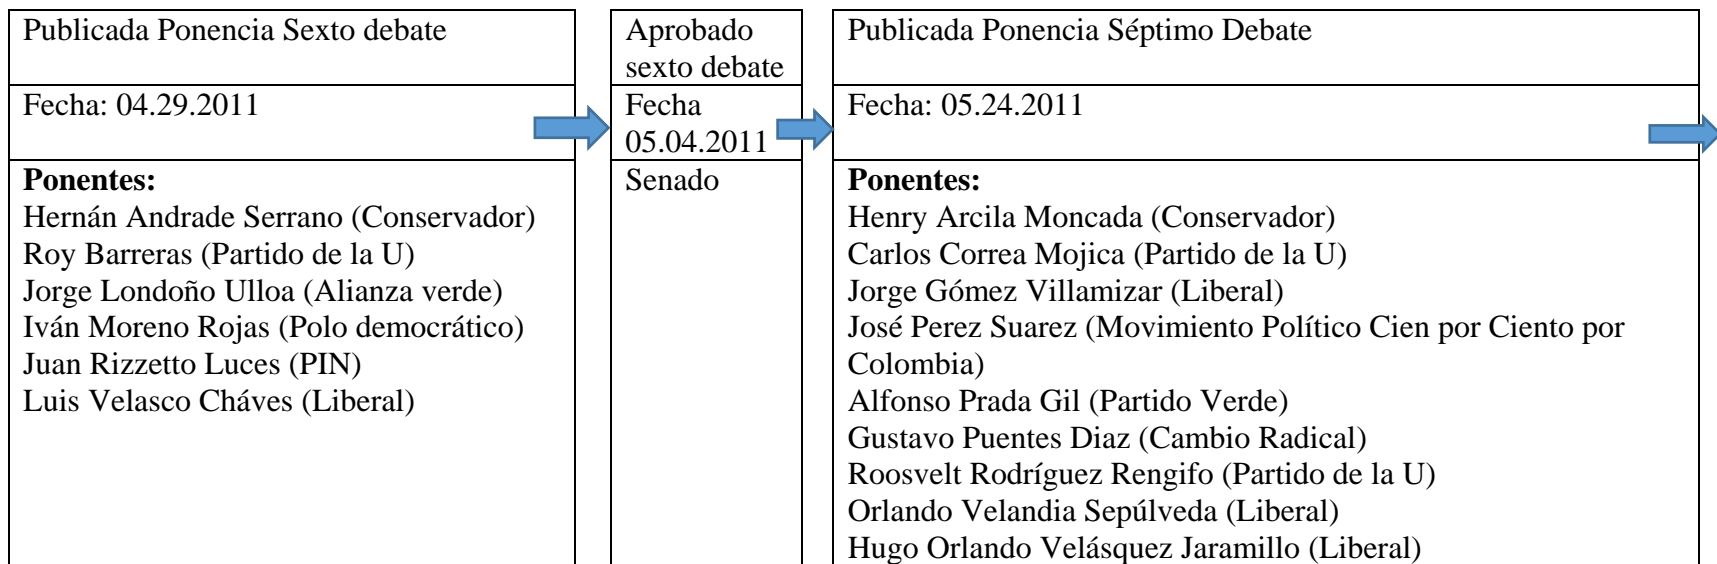 Publicada Ponencia Sexto debate
Fecha: 04.29.2011
Ponentes:
Hernán Andrade Serrano (Conservador)
Roy Barreras (Partido de la U)
Jorge Londoño Ulloa (Alianza verde)
Iván Moreno Rojas (Polo democrático)
Juan Rizzetto Luces (PIN)
Luis Velasco Cháves (Liberal)
Aprobado
sexto debate
Fecha
05.04.2011
Senado
Publicada Ponencia Séptimo Debate
Fecha: 05.24.2011
Ponentes:
Henry Arcila Moncada (Conservador)
Carlos Correa Mojica (Partido de la U)
Jorge Gómez Villamizar (Liberal)
José Perez Suarez (Movimiento Político Cien por Ciento por
Colombia)
Alfonso Prada Gil (Partido Verde)
Gustavo Puentes Diaz (Cambio Radical)
Roosvelt Rodríguez Rengifo (Partido de la U)
Orlando Velandia Sepúlveda (Liberal)
Hugo Orlando Velásquez Jaramillo (Liberal)